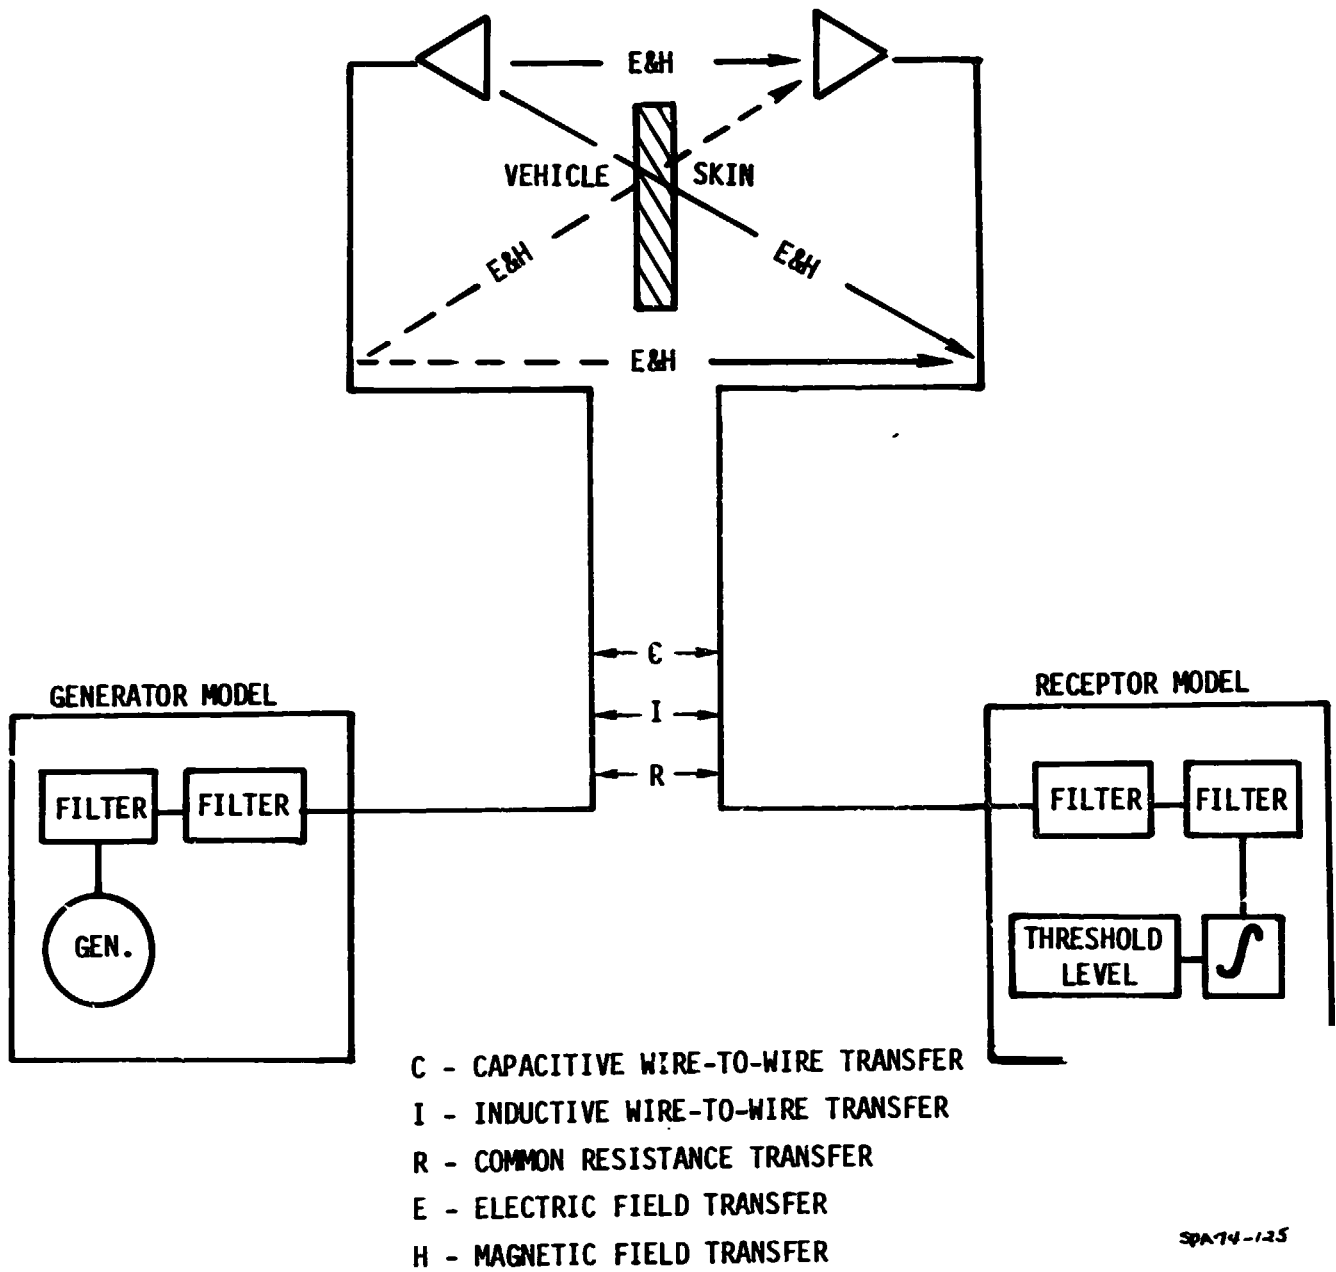 E&H
VEHICLE SKIN
E&H
E&H
E&H
C
I
R
GENERATOR MODEL
FILTER
FILTER
GEN.
RECEPTOR MODEL
FILTER
FILTER
THRESHOLD
LEVEL
∫
C - CAPACITIVE WIRE-TO-WIRE TRANSFER
I - INDUCTIVE WIRE-TO-WIRE TRANSFER
R - COMMON RESISTANCE TRANSFER
E - ELECTRIC FIELD TRANSFER
H - MAGNETIC FIELD TRANSFER
SDA74-125